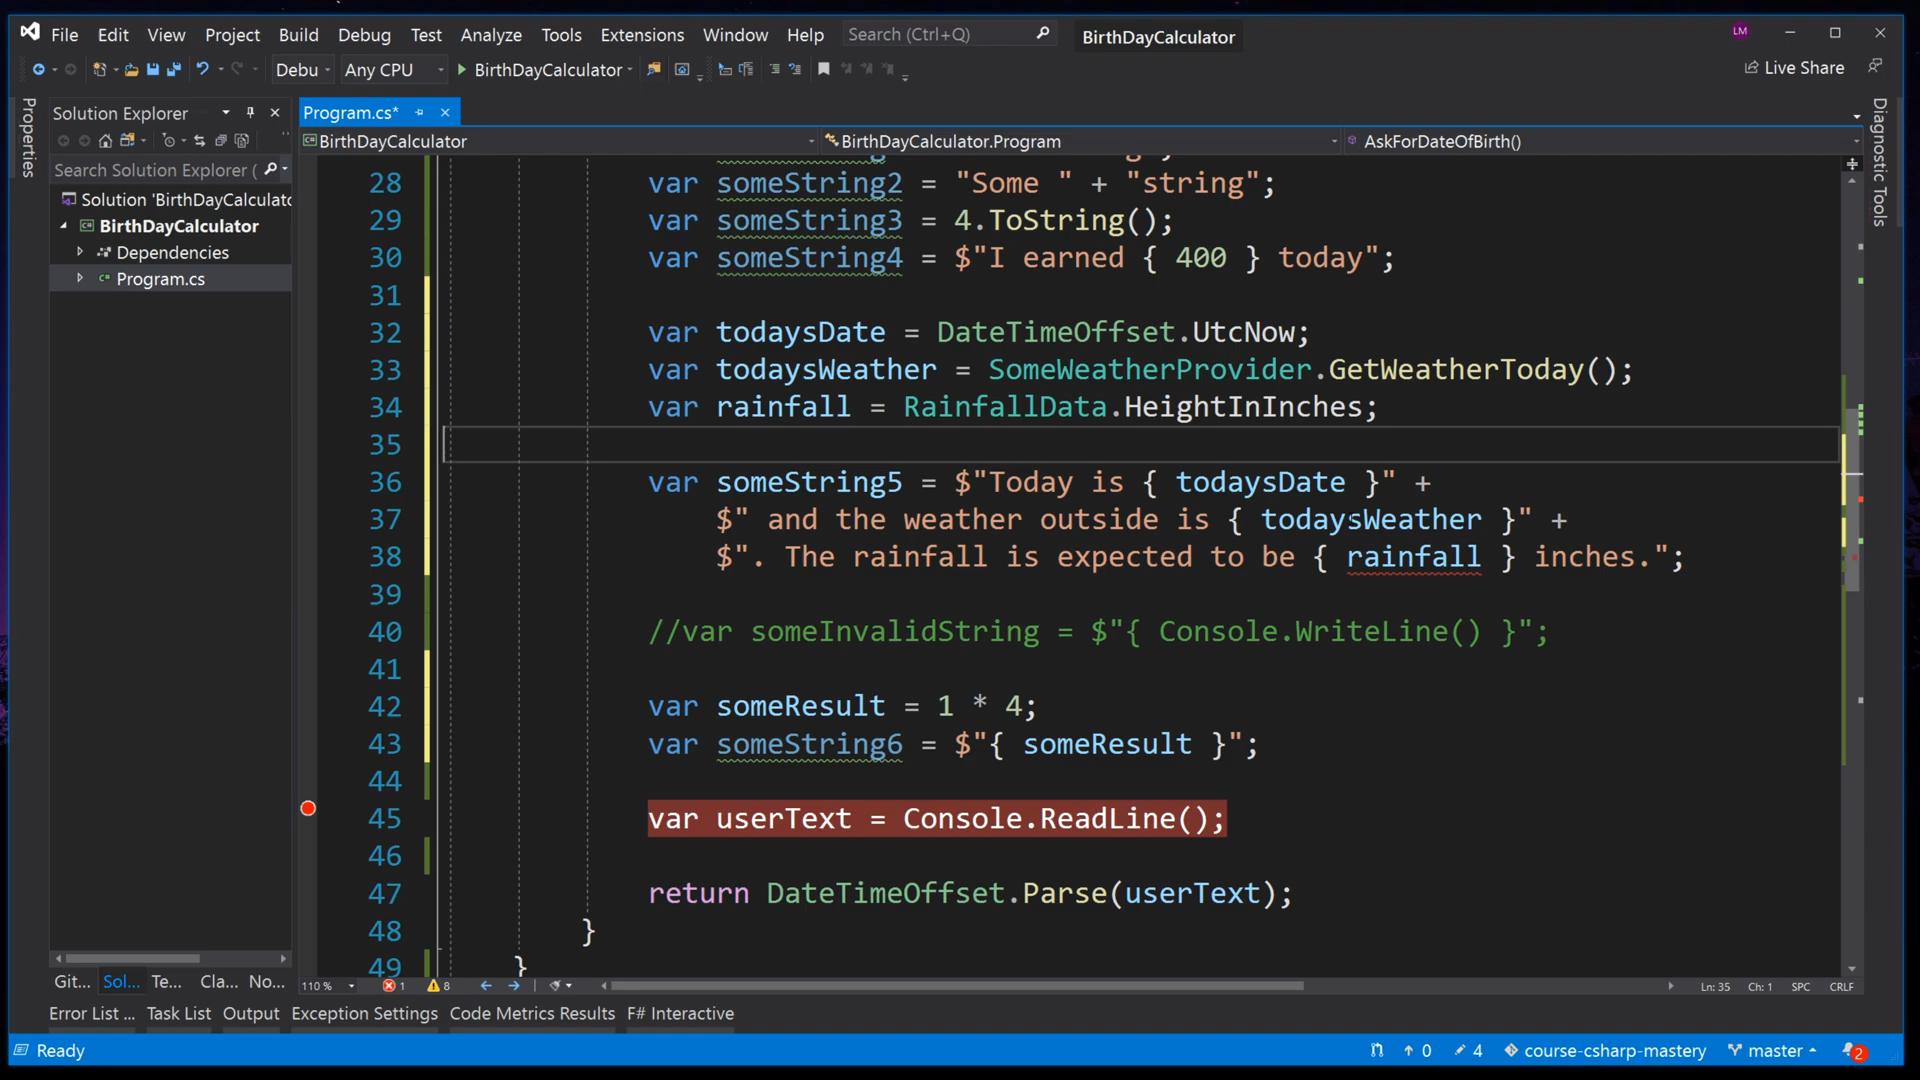 File Edit View Git Project Build Debug Test Analyze Tools Extensions Window Help Search (Ctrl+Q) BirthDayCalculator LM
Debu Any CPU BirthDayCalculator Live Share
Properties
Solution Explorer
Search Solution Explorer (
Solution 'BirthDayCalculato
BirthDayCalculator
Dependencies
Program.cs
Program.cs*
BirthDayCalculator BirthDayCalculator.Program AskForDateOfBirth()
28 var someString2 = "Some " + "string";
29 var someString3 = 4.ToString();
30 var someString4 = $"I earned { 400 } today";
31
32 var todaysDate = DateTimeOffset.UtcNow;
33 var todaysWeather = SomeWeatherProvider.GetWeatherToday();
34 var rainfall = RainfallData.HeightInInches;
35
36 var someString5 = $"Today is { todaysDate }" +
37 $" and the weather outside is { todaysWeather }" +
38 $". The rainfall is expected to be { rainfall } inches.";
39
40 //var someInvalidString = $"{ Console.WriteLine() }";
41
42 var someResult = 1 * 4;
43 var someString6 = $"{ someResult }";
44
45 var userText = Console.ReadLine();
46
47 return DateTimeOffset.Parse(userText);
48 }
49 }
Diagnostic Tools
Git... Sol... Te... Cla... No...
110 % 1 8 Ln: 35 Ch: 1 SPC CRLF
Error List ... Task List Output Exception Settings Code Metrics Results F# Interactive
Ready 0 4 course-csharp-mastery master 2